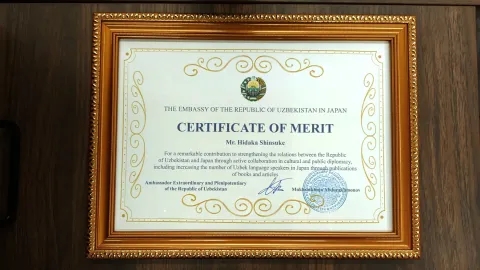 THE EMBASSY OF THE REPUBLIC OF UZBEKISTAN IN JAPAN
CERTIFICATE OF MERIT
Mr. Hidaka Shinsuke
For a remarkable contribution to strengthening the relations between the Republic
of Uzbekistan and Japan through active collaboration in cultural and public diplomacy,
including increasing the number of Uzbek language speakers in Japan through publications
of books and articles
Ambassador Extraordinary and Plenipotentiary
of the Republic of Uzbekistan